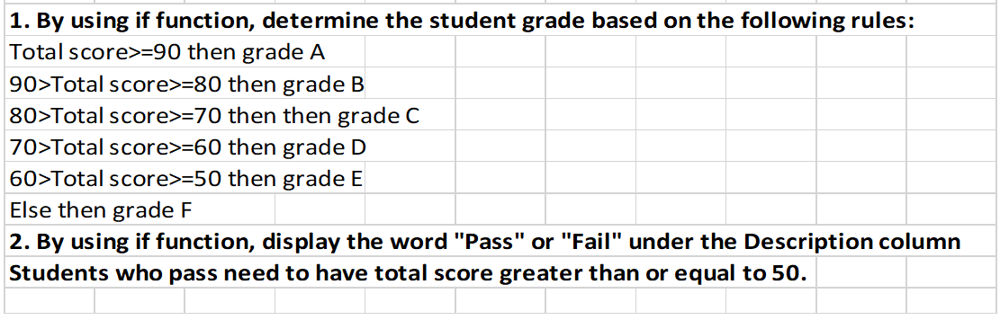 1. By using if function, determine the student grade based on the following rules:
Total score>=90 then grade A
90>Total score>=80 then grade B
80>Total score>=70 then then grade C
70>Total score>=60 then grade D
60>Total score>=50 then grade E
Else then grade F
2. By using if function, display the word "Pass" or "Fail" under the Description column
Students who pass need to have total score greater than or equal to 50.